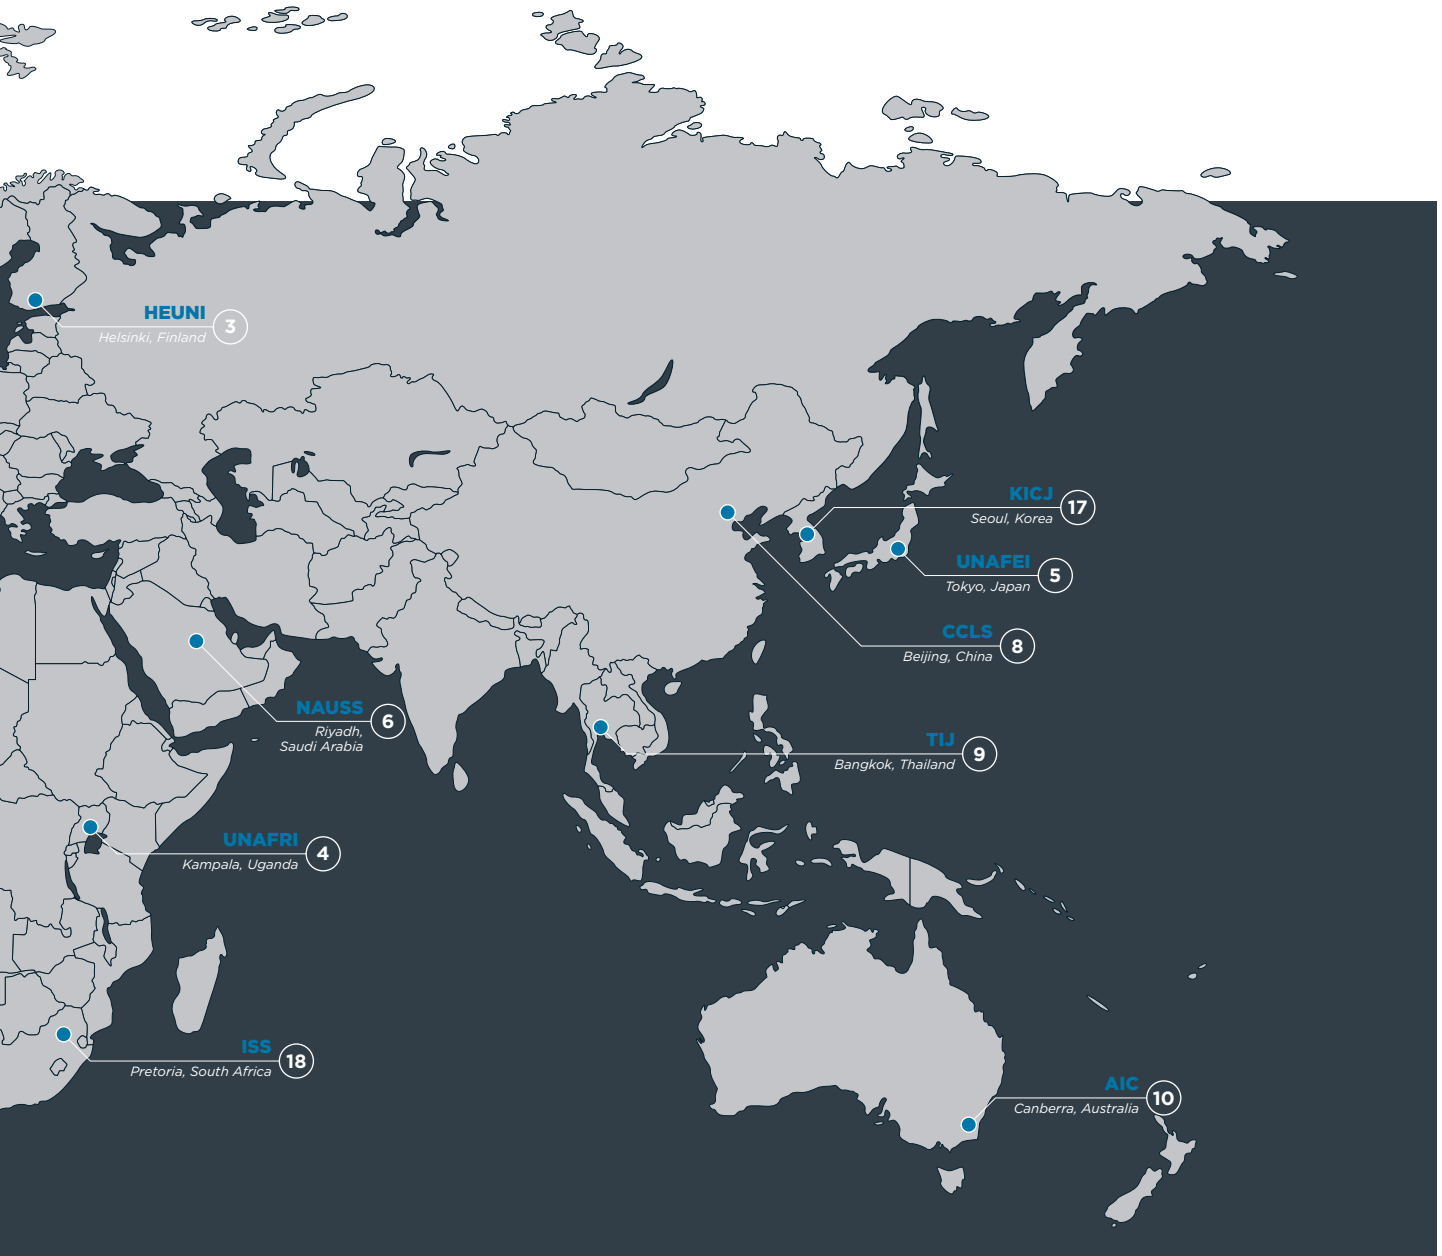 HEUNI
3
Helsinki, Finland
KICJ
17
Seoul, Korea
UNAFEI
5
Tokyo, Japan
CCLS
8
Beijing, China
NAUSS
6
Riyadh,
Saudi Arabia
TIJ
9
Bangkok, Thailand
UNAFRI
4
Kampala, Uganda
ISS
18
Pretoria, South Africa
AIC
10
Canberra, Australia